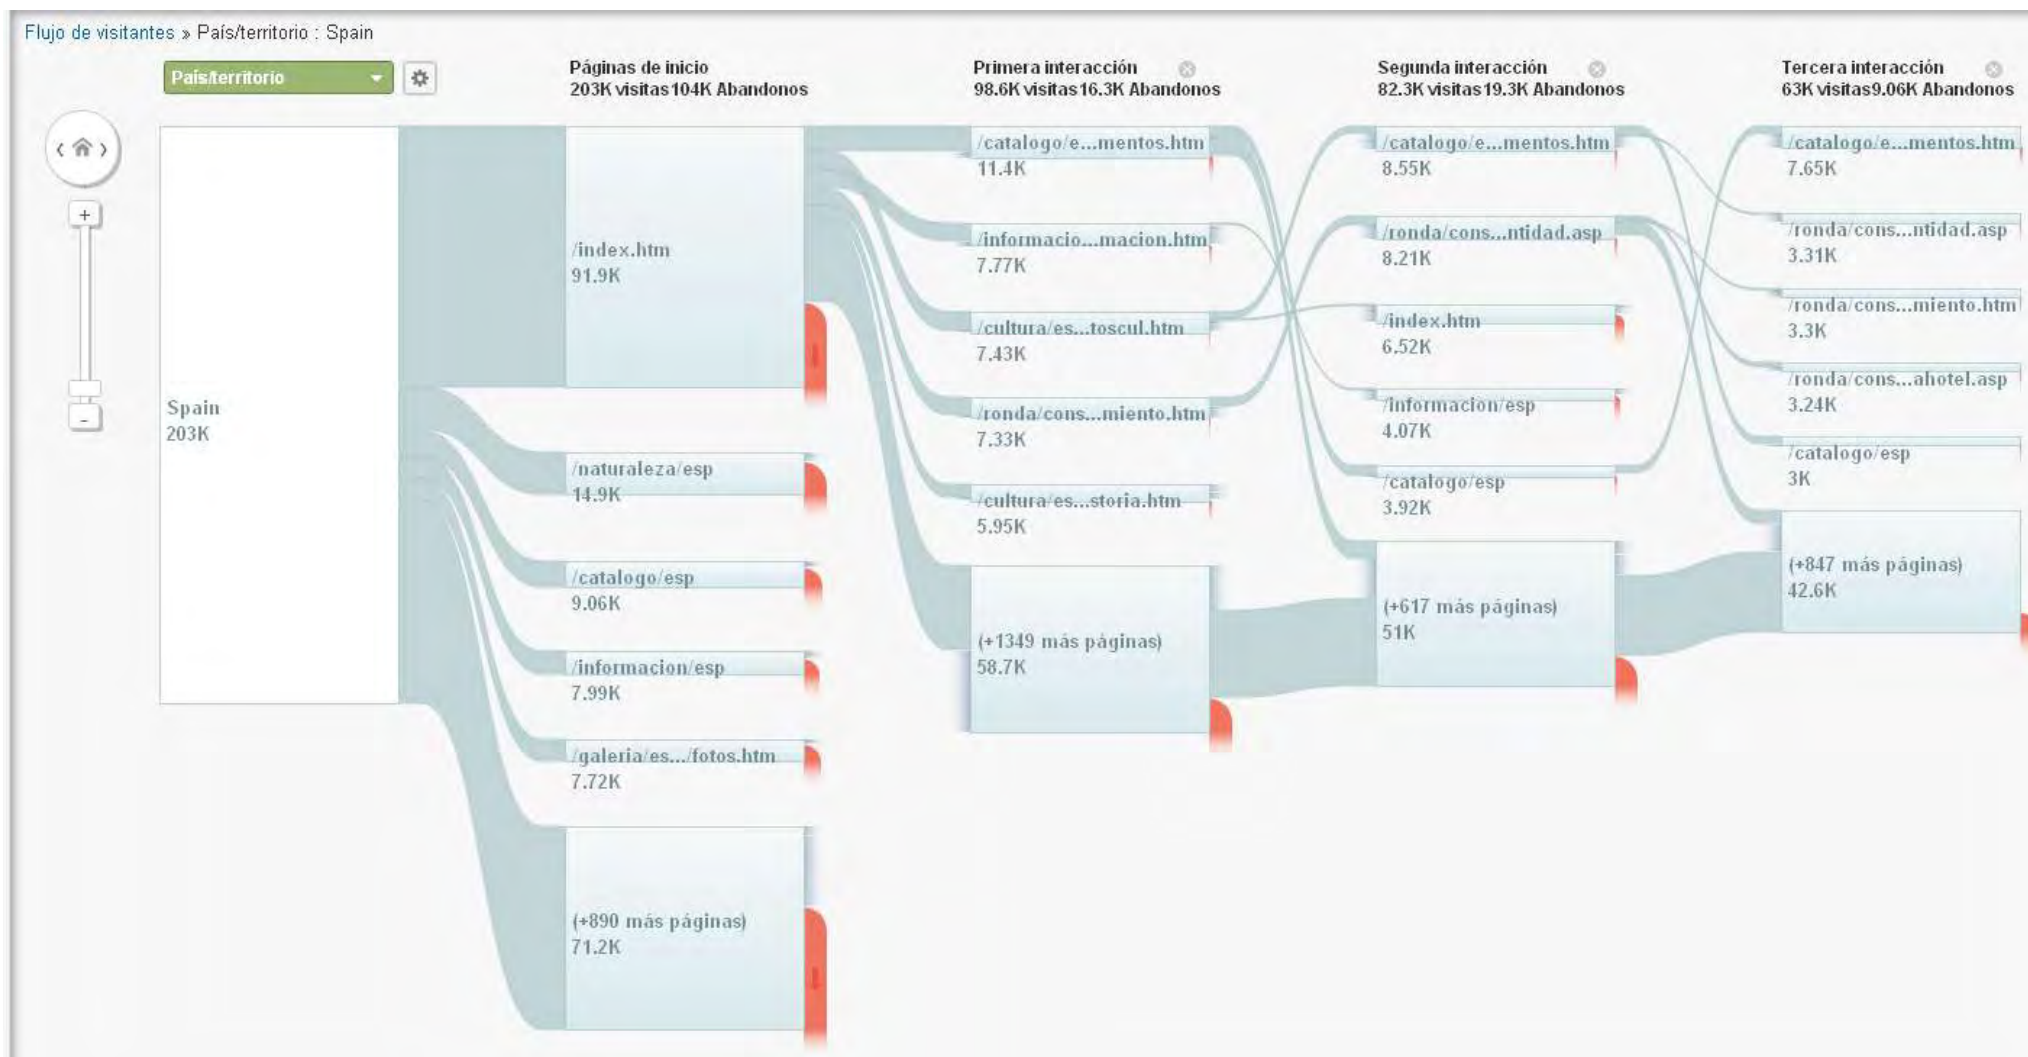 Flujo de visitantes » País/territorio : Spain
País/territorio
Páginas de inicio
203K visitas 104K Abandonos
Primera interacción
98.6K visitas 16.3K Abandonos
Segunda interacción
82.3K visitas 19.3K Abandonos
Tercera interacción
63K visitas 9.06K Abandonos
+
-
Spain
203K
/index.htm
91.9K
/naturaleza/esp
14.9K
/catalogo/esp
9.06K
/informacion/esp
7.99K
/galeria/es.../fotos.htm
7.72K
(+890 más páginas)
71.2K
/catalogo/e...mentos.htm
11.4K
/informacio...macion.htm
7.77K
/cultura/es...toscul.htm
7.43K
/ronda/cons...miento.htm
7.33K
/cultura/es...storia.htm
5.95K
(+1349 más páginas)
58.7K
/catalogo/e...mentos.htm
8.55K
/ronda/cons...ntidad.asp
8.21K
/index.htm
6.52K
/informacion/esp
4.07K
/catalogo/esp
3.92K
(+617 más páginas)
51K
/catalogo/e...mentos.htm
7.65K
/ronda/cons...ntidad.asp
3.31K
/ronda/cons...miento.htm
3.3K
/ronda/cons...ahotel.asp
3.24K
/catalogo/esp
3K
(+847 más páginas)
42.6K